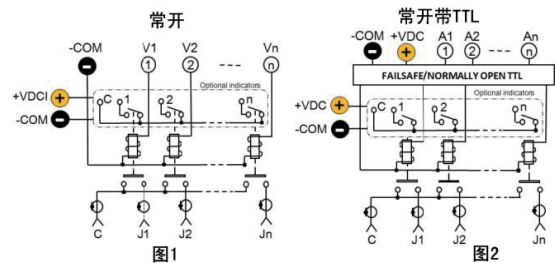 常开
-COM V1 V2 Vn
1 2 n
Optional indicators
+VDCI
-COM
C 1 2 n
C J1 J2 Jn
图1
常开带TTL
-COM +VDC A1 A2 An
1 2 n
FAILSAFE/NORMALLY OPEN TTL
Optional indicators
+VDC
-COM
C 1 2 n
C J1 J2 Jn
图2